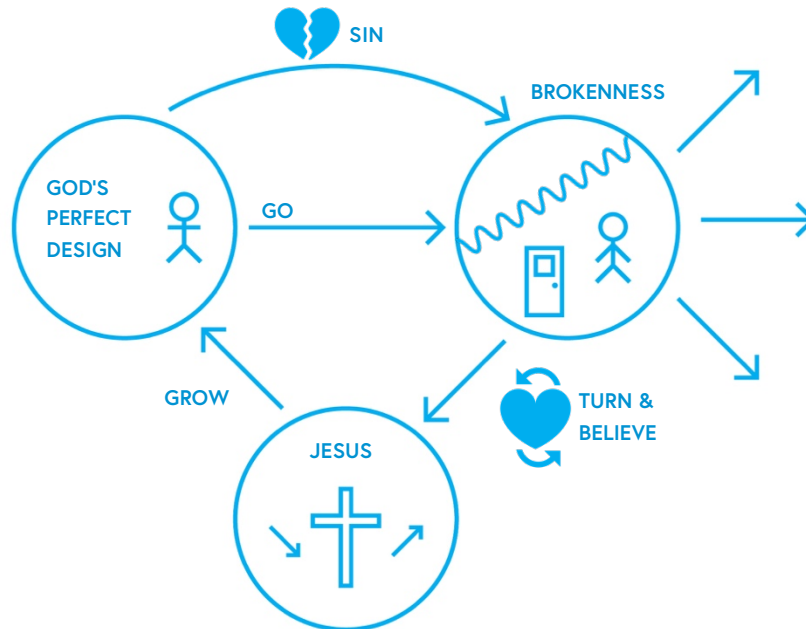 SIN
BROKENNESS
GOD'S
PERFECT
DESIGN
GO
GROW
TURN &
BELIEVE
JESUS